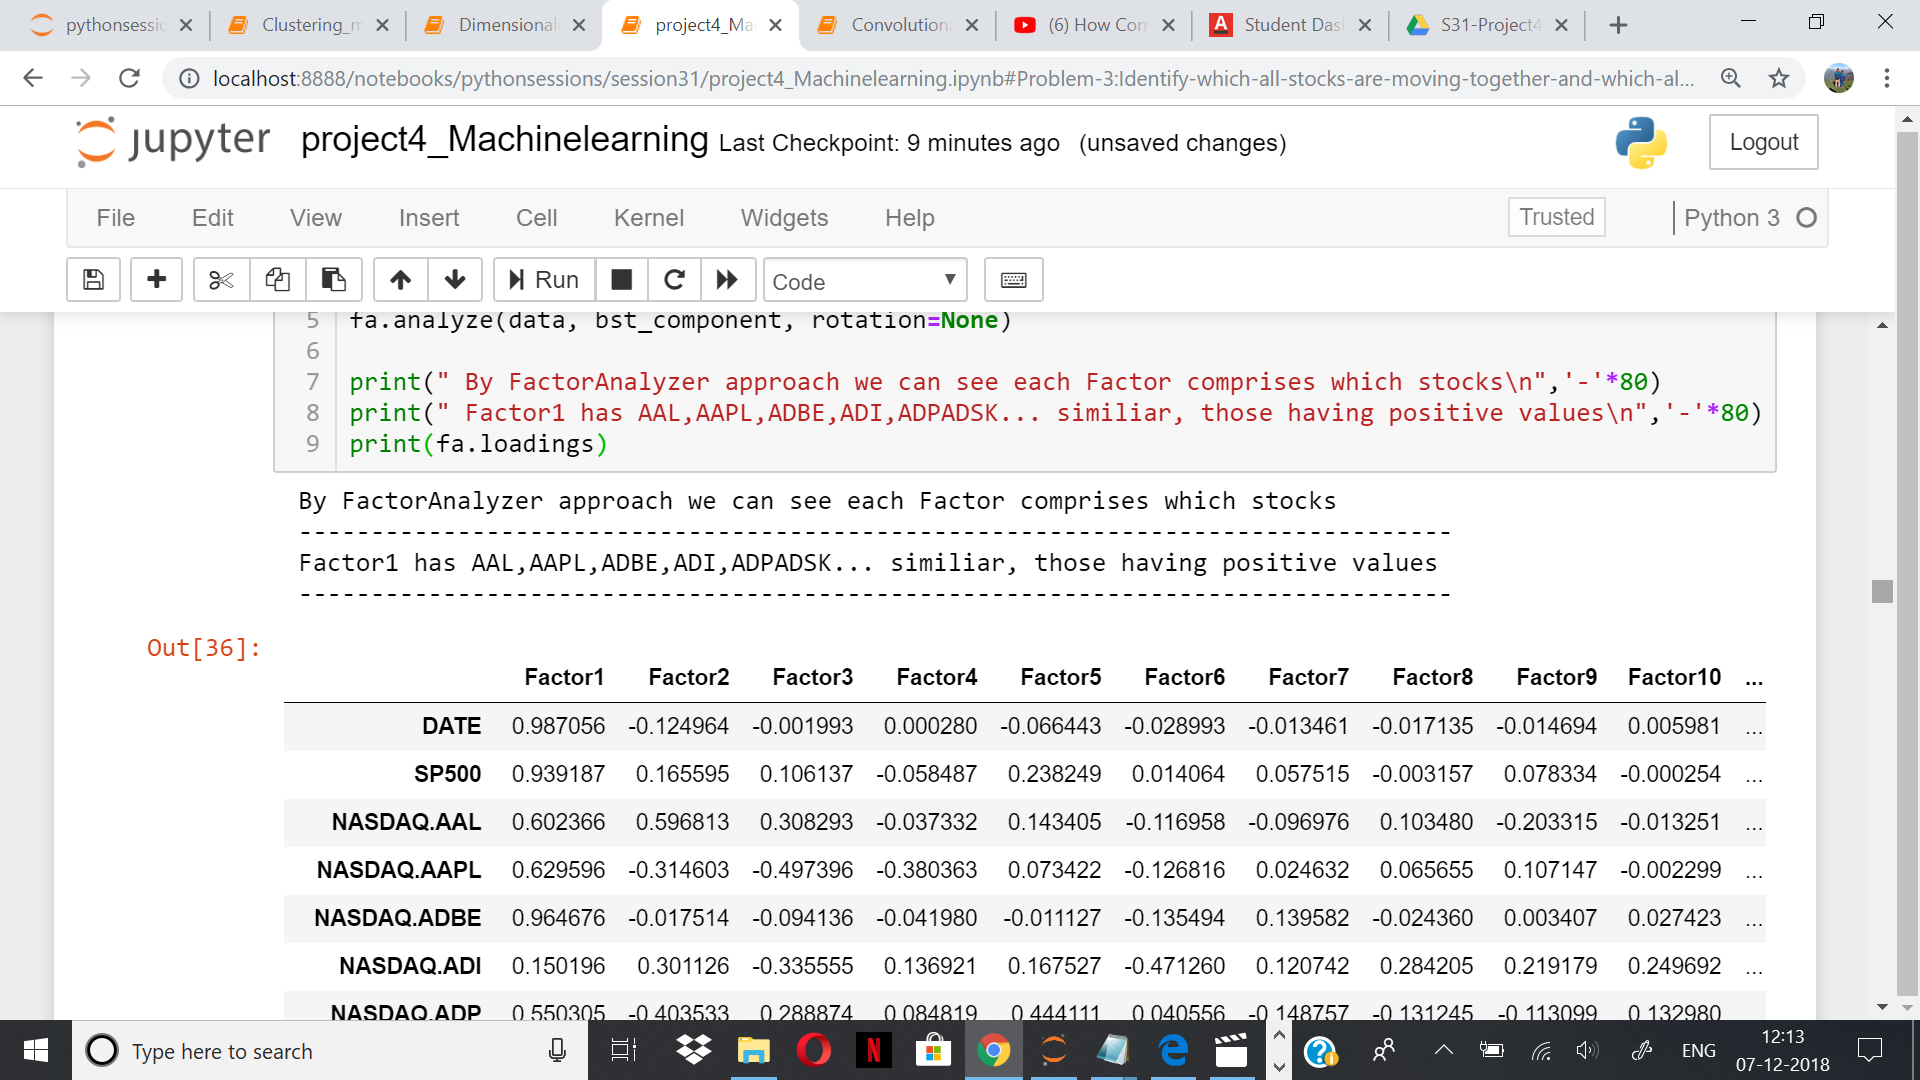 pythonsessio
Clustering_m
Dimensional
project4_Ma
Convolution
(6) How Con
Student Das
S31-Project4
localhost:8888/notebooks/pythonsessions/session31/project4_Machinelearning.ipynb#Problem-3:Identify-which-all-stocks-are-moving-together-and-which-al...
jupyter project4_Machinelearning Last Checkpoint: 9 minutes ago (unsaved changes)
Logout
File Edit View Insert Cell Kernel Widgets Help Trusted Python 3
Run Code
5 fa.analyze(data, bst_component, rotation=None)
6
7 print(" By FactorAnalyzer approach we can see each Factor comprises which stocks\n",'-'*80)
8 print(" Factor1 has AAL,AAPL,ADBE,ADI,ADPADSK... similiar, those having positive values\n",'-'*80)
9 print(fa.loadings)
By FactorAnalyzer approach we can see each Factor comprises which stocks
--------------------------------------------------------------------------------
Factor1 has AAL,AAPL,ADBE,ADI,ADPADSK... similiar, those having positive values
--------------------------------------------------------------------------------
Out[36]:
Factor1 Factor2 Factor3 Factor4 Factor5 Factor6 Factor7 Factor8 Factor9 Factor10 ...
DATE 0.987056 -0.124964 -0.001993 0.000280 -0.066443 -0.028993 -0.013461 -0.017135 -0.014694 0.005981 ...
SP500 0.939187 0.165595 0.106137 -0.058487 0.238249 0.014064 0.057515 -0.003157 0.078334 -0.000254 ...
NASDAQ.AAL 0.602366 0.596813 0.308293 -0.037332 0.143405 -0.116958 -0.096976 0.103480 -0.203315 -0.013251 ...
NASDAQ.AAPL 0.629596 -0.314603 -0.497396 -0.380363 0.073422 -0.126816 0.024632 0.065655 0.107147 -0.002299 ...
NASDAQ.ADBE 0.964676 -0.017514 -0.094136 -0.041980 -0.011127 -0.135494 0.139582 -0.024360 0.003407 0.027423 ...
NASDAQ.ADI 0.150196 0.301126 -0.335555 0.136921 0.167527 -0.471260 0.120742 0.284205 0.219179 0.249692 ...
NASDAQ.ADP 0.550305 -0.403533 0.288874 0.084819 0.444111 0.040556 -0.148757 -0.131245 -0.113099 0.132980
Type here to search
ENG
12:13
07-12-2018